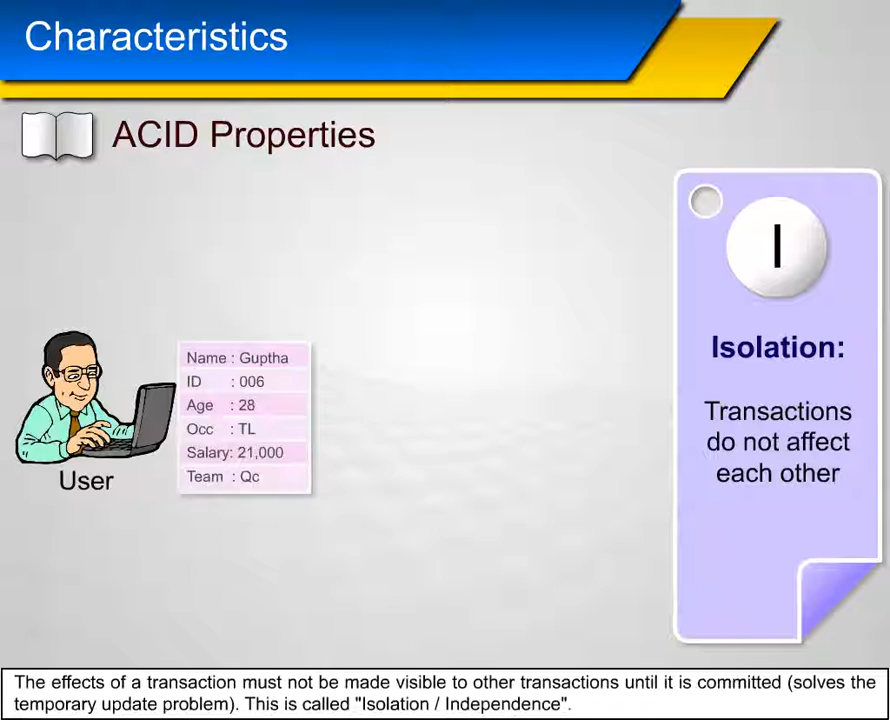 Characteristics
ACID Properties
I
Isolation:
Transactions
do not affect
each other
Name : Guptha
ID : 006
Age : 28
Occ : TL
Salary: 21,000
Team : Qc
User
The effects of a transaction must not be made visible to other transactions until it is committed (solves the
temporary update problem). This is called "Isolation / Independence".